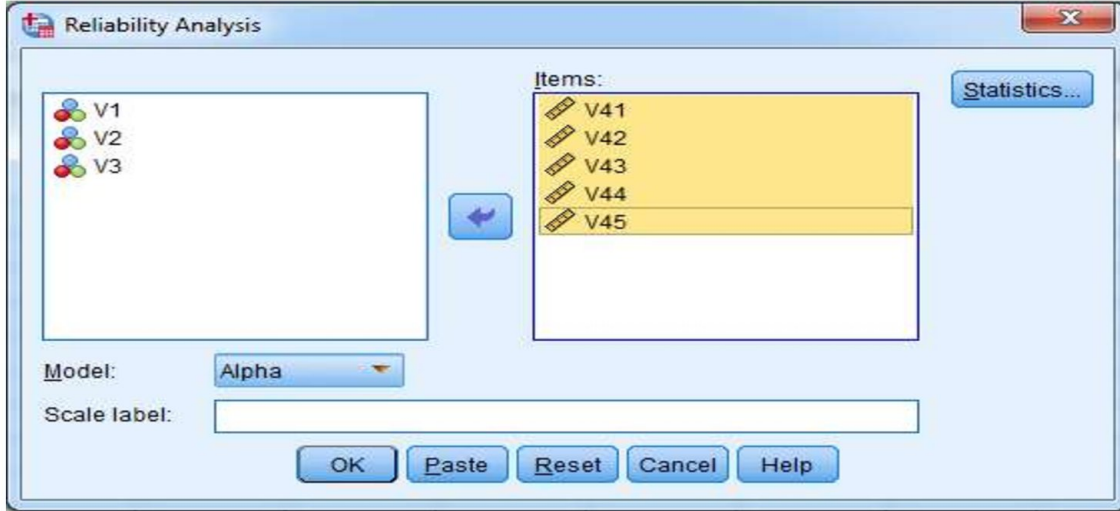 Reliability Analysis
Items:
Statistics...
V1
V2
V3
V41
V42
V43
V44
V45
Model:
Alpha
Scale label:
OK
Paste
Reset
Cancel
Help